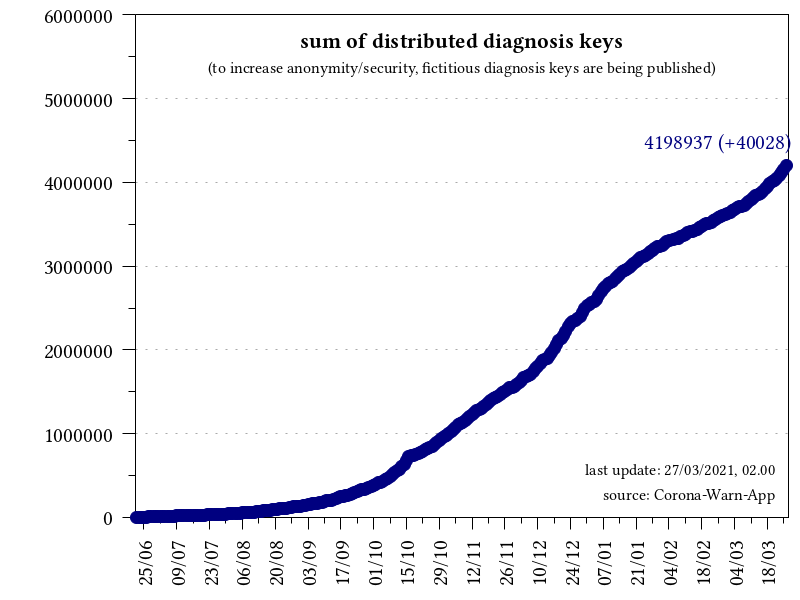 sum of distributed diagnosis keys
(to increase anonymity/security, fictitious diagnosis keys are being published)
6000000
5000000
4198937 (+40028)
4000000
3000000
2000000
1000000
last update: 27/03/2021, 02.00
source: Corona-Warn-App
0
25/06 09/07 23/07 06/08 20/08 03/09 17/09 01/10 15/10 29/10 12/11 26/11 10/12 24/12 07/01 21/01 04/02 18/02 04/03 18/03